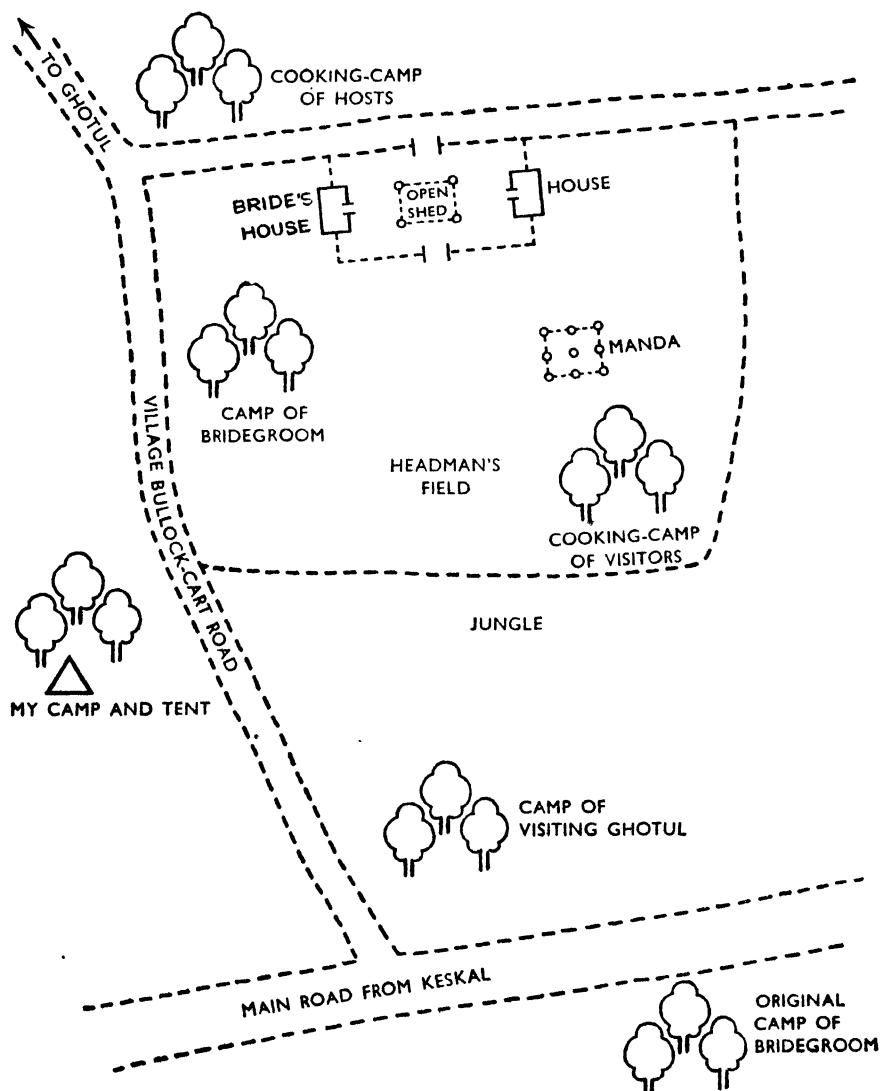 TO GHOTUL
COOKING-CAMP
OF HOSTS
BRIDE'S
HOUSE
OPEN
SHED
HOUSE
MANDA
CAMP OF
BRIDEGROOM
HEADMAN'S
FIELD
COOKING-CAMP
OF VISITORS
VILLAGE BULLOCK-CART ROAD
JUNGLE
MY CAMP AND TENT
CAMP OF
VISITING GHOTUL
MAIN ROAD FROM KESKAL
ORIGINAL
CAMP OF
BRIDEGROOM